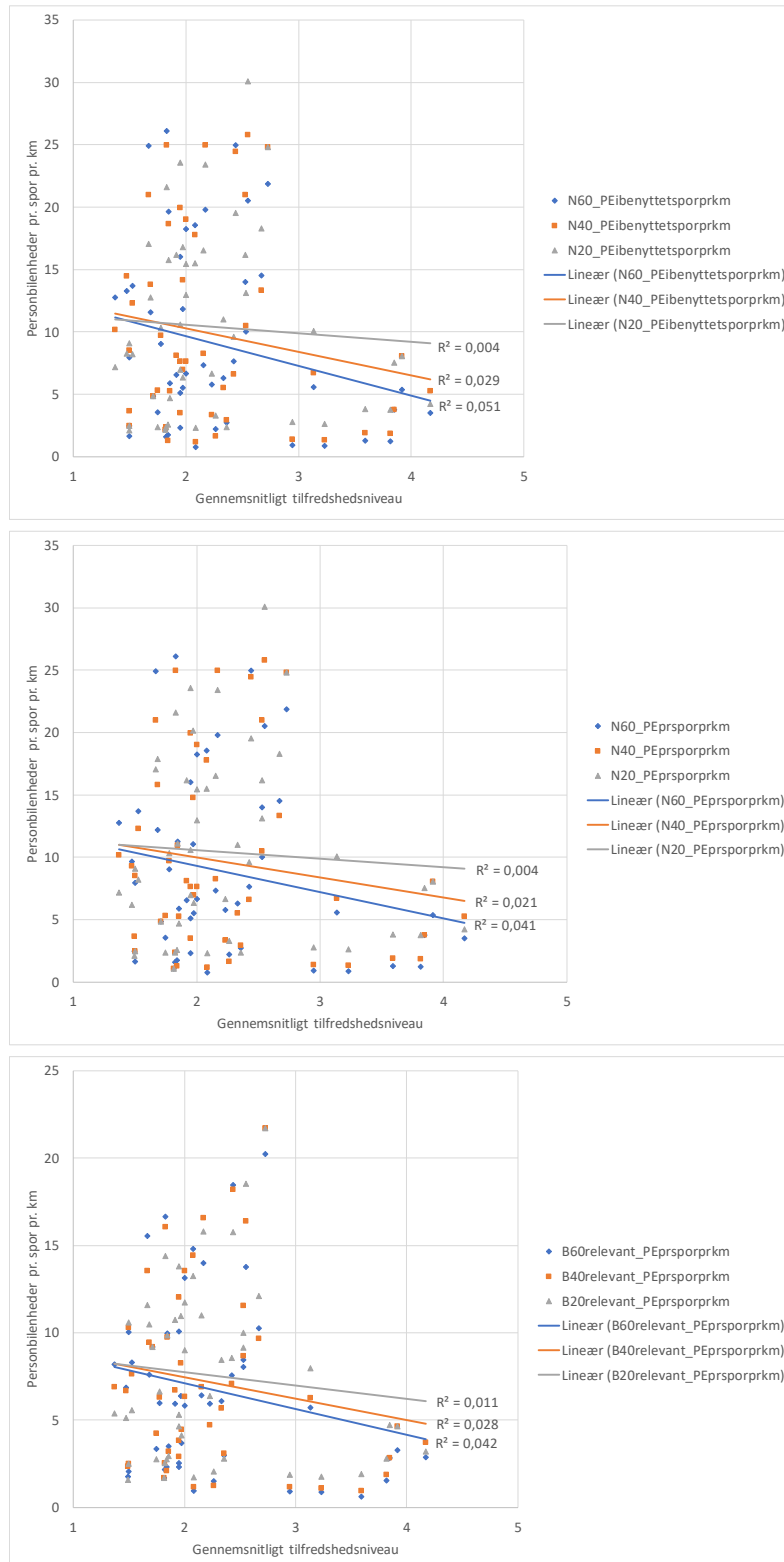 35
30
25
20
15
10
5
0
Personbilenheder pr. spor pr. km
1 2 3 4 5
Gennemsnitligt tilfredshedsniveau
R² = 0,004
R² = 0,029
R² = 0,051
N60_PEibenyttetsporprkm
N40_PEibenyttetsporprkm
N20_PEibenyttetsporprkm
Lineær (N60_PEibenyttetsporprkm)
Lineær (N40_PEibenyttetsporprkm)
Lineær (N20_PEibenyttetsporprkm)
35
30
25
20
15
10
5
0
Personbilenheder pr. spor pr. km
1 2 3 4 5
Gennemsnitligt tilfredshedsniveau
R² = 0,004
R² = 0,021
R² = 0,041
N60_PEprsporprkm
N40_PEprsporprkm
N20_PEprsporprkm
Lineær (N60_PEprsporprkm)
Lineær (N40_PEprsporprkm)
Lineær (N20_PEprsporprkm)
25
20
15
10
5
0
Personbilenheder pr. spor pr. km
1 2 3 4 5
Gennemsnitligt tilfredshedsniveau
R² = 0,011
R² = 0,028
R² = 0,042
B60relevant_PEprsporprkm
B40relevant_PEprsporprkm
B20relevant_PEprsporprkm
Lineær (B60relevant_PEprsporprkm)
Lineær (B40relevant_PEprsporprkm)
Lineær (B20relevant_PEprsporprkm)